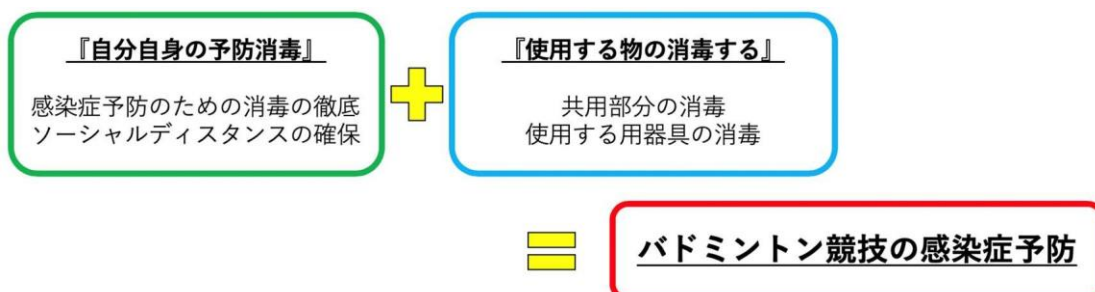 『自分自身の予防消毒』
感染症予防のための消毒の徹底
ソーシャルディスタンスの確保
『使用する物の消毒する』
共用部分の消毒
使用する用器具の消毒
バドミントン競技の感染症予防